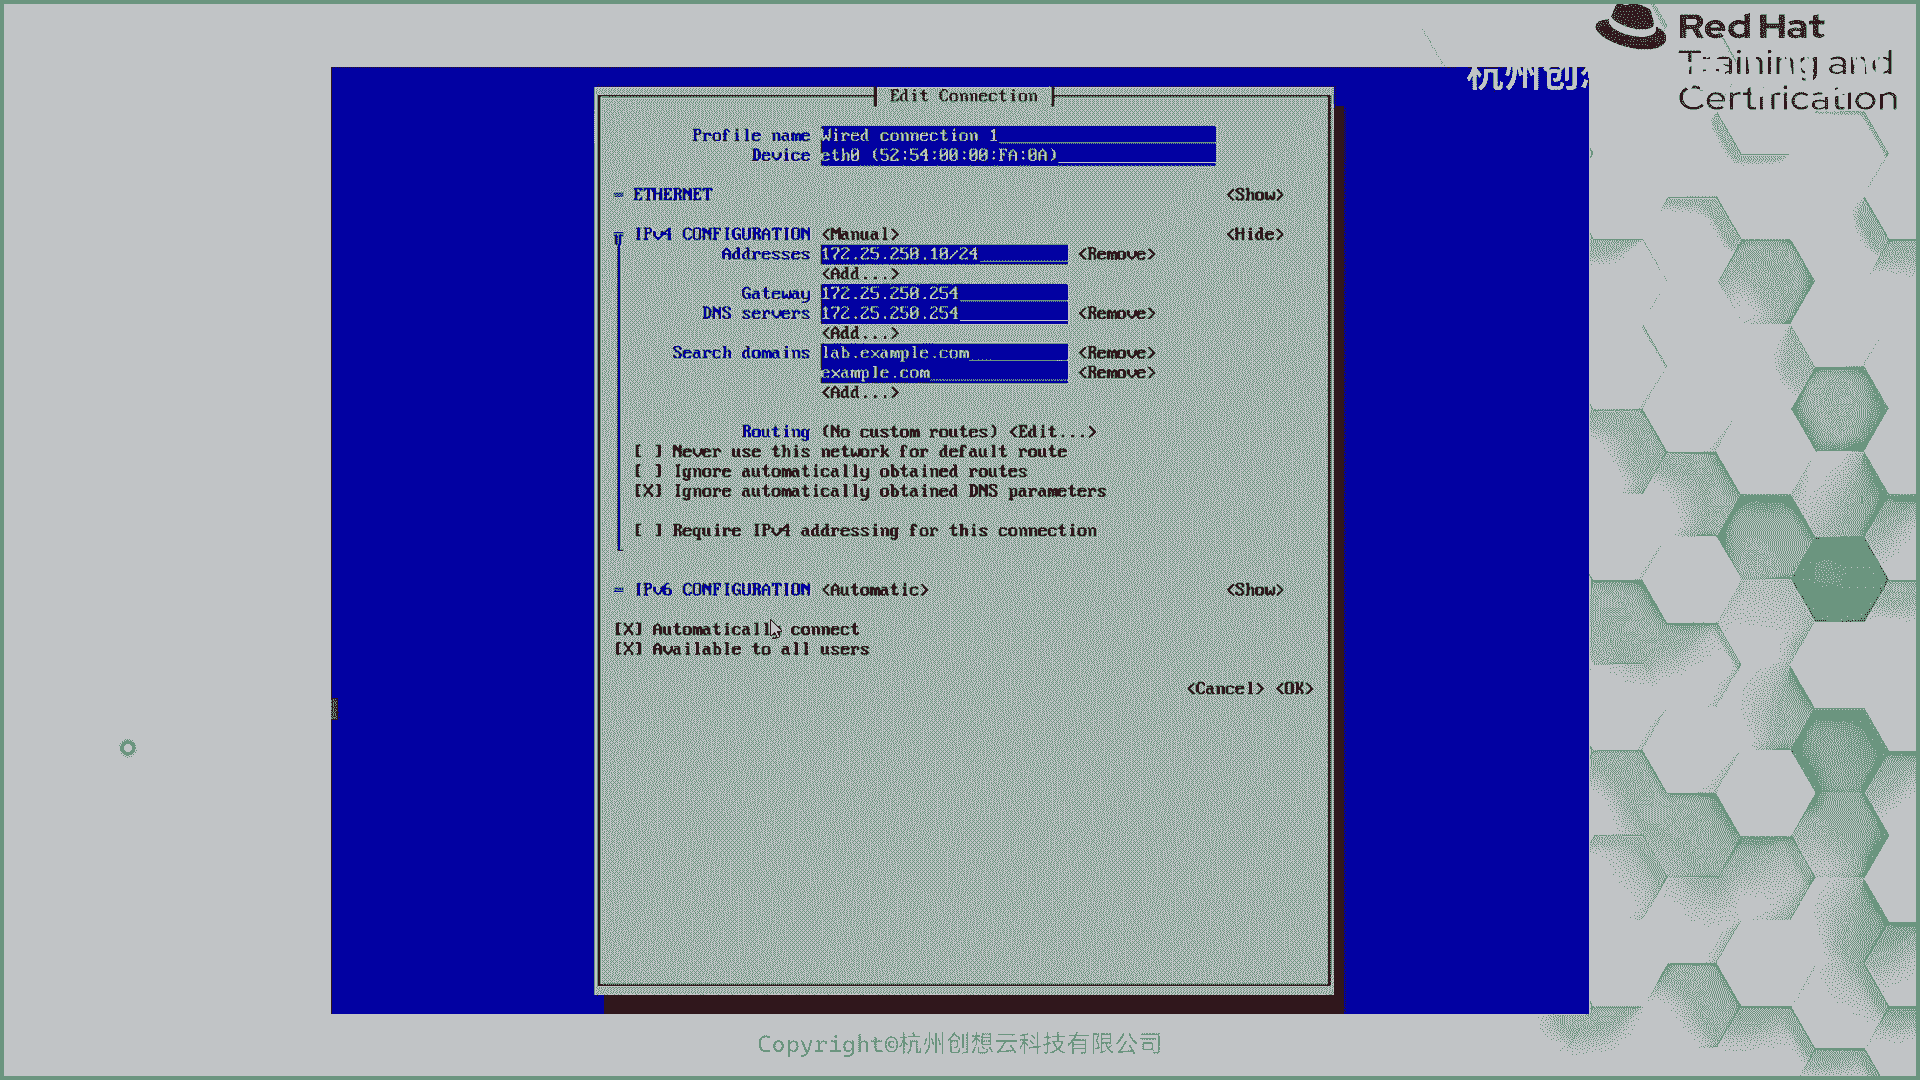 Red Hat
Training and
Certification
杭州创
Edit Connection
Profile name Wired connection 1
Device eth0 (52:54:00:00:FA:0A)
= ETHERNET <Show>
IPv4 CONFIGURATION <Manual> <Hide>
Addresses 172.25.250.10/24 <Remove>
<Add...>
Gateway 172.25.250.254
DNS servers 172.25.250.254 <Remove>
<Add...>
Search domains lab.example.com <Remove>
example.com <Remove>
<Add...>
Routing (No custom routes) <Edit...>
[ ] Never use this network for default route
[ ] Ignore automatically obtained routes
[X] Ignore automatically obtained DNS parameters
[ ] Require IPv4 addressing for this connection
= IPv6 CONFIGURATION <Automatic> <Show>
[X] Automatically connect
[X] Available to all users
<Cancel> <OK>
Copyright©杭州创想云科技有限公司